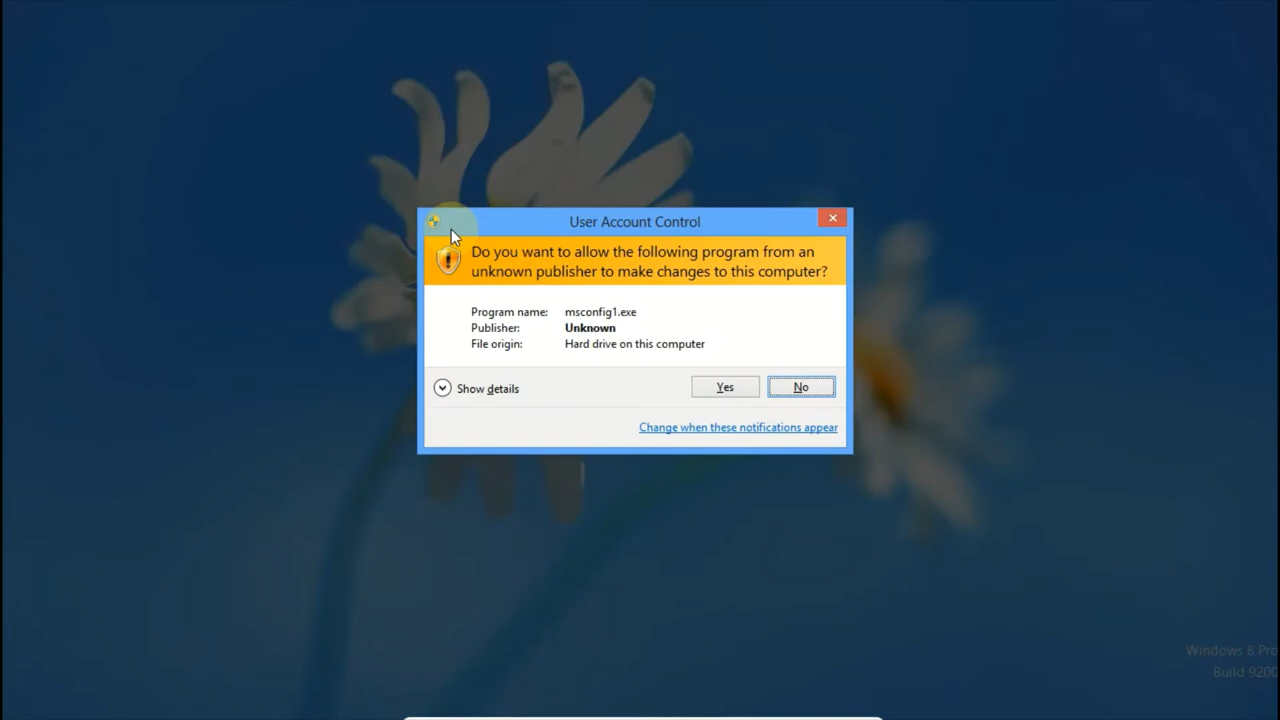 User Account Control
Do you want to allow the following program from an
unknown publisher to make changes to this computer?
Program name: msconfig1.exe
Publisher: Unknown
File origin: Hard drive on this computer
Show details
Yes
No
Change when these notifications appear
Windows 8 Pro
Build 9200